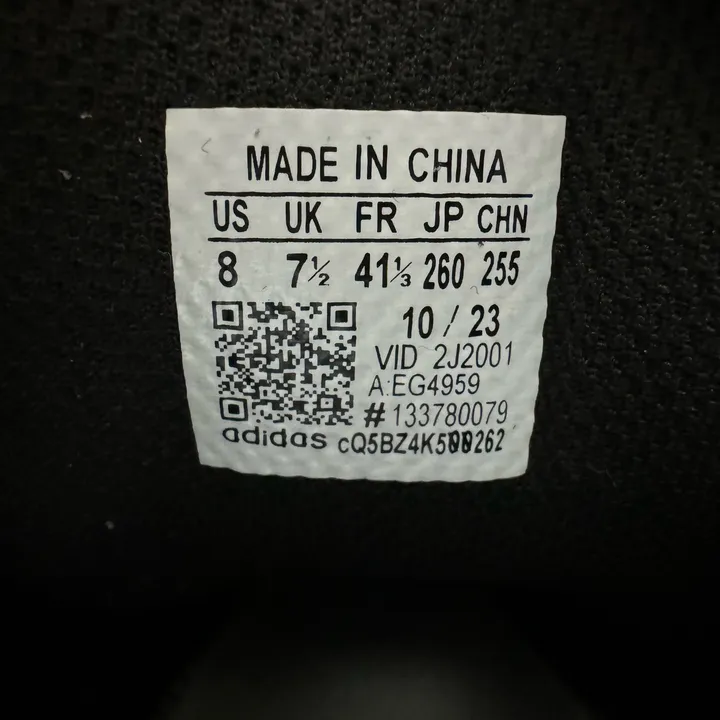 MADE IN CHINA
US UK FR JP CHN
8 7½ 41⅓ 260 255
10 / 23
VID 2J2001
A:EG4959
# 133780079
adidas cQ5BZ4K500262